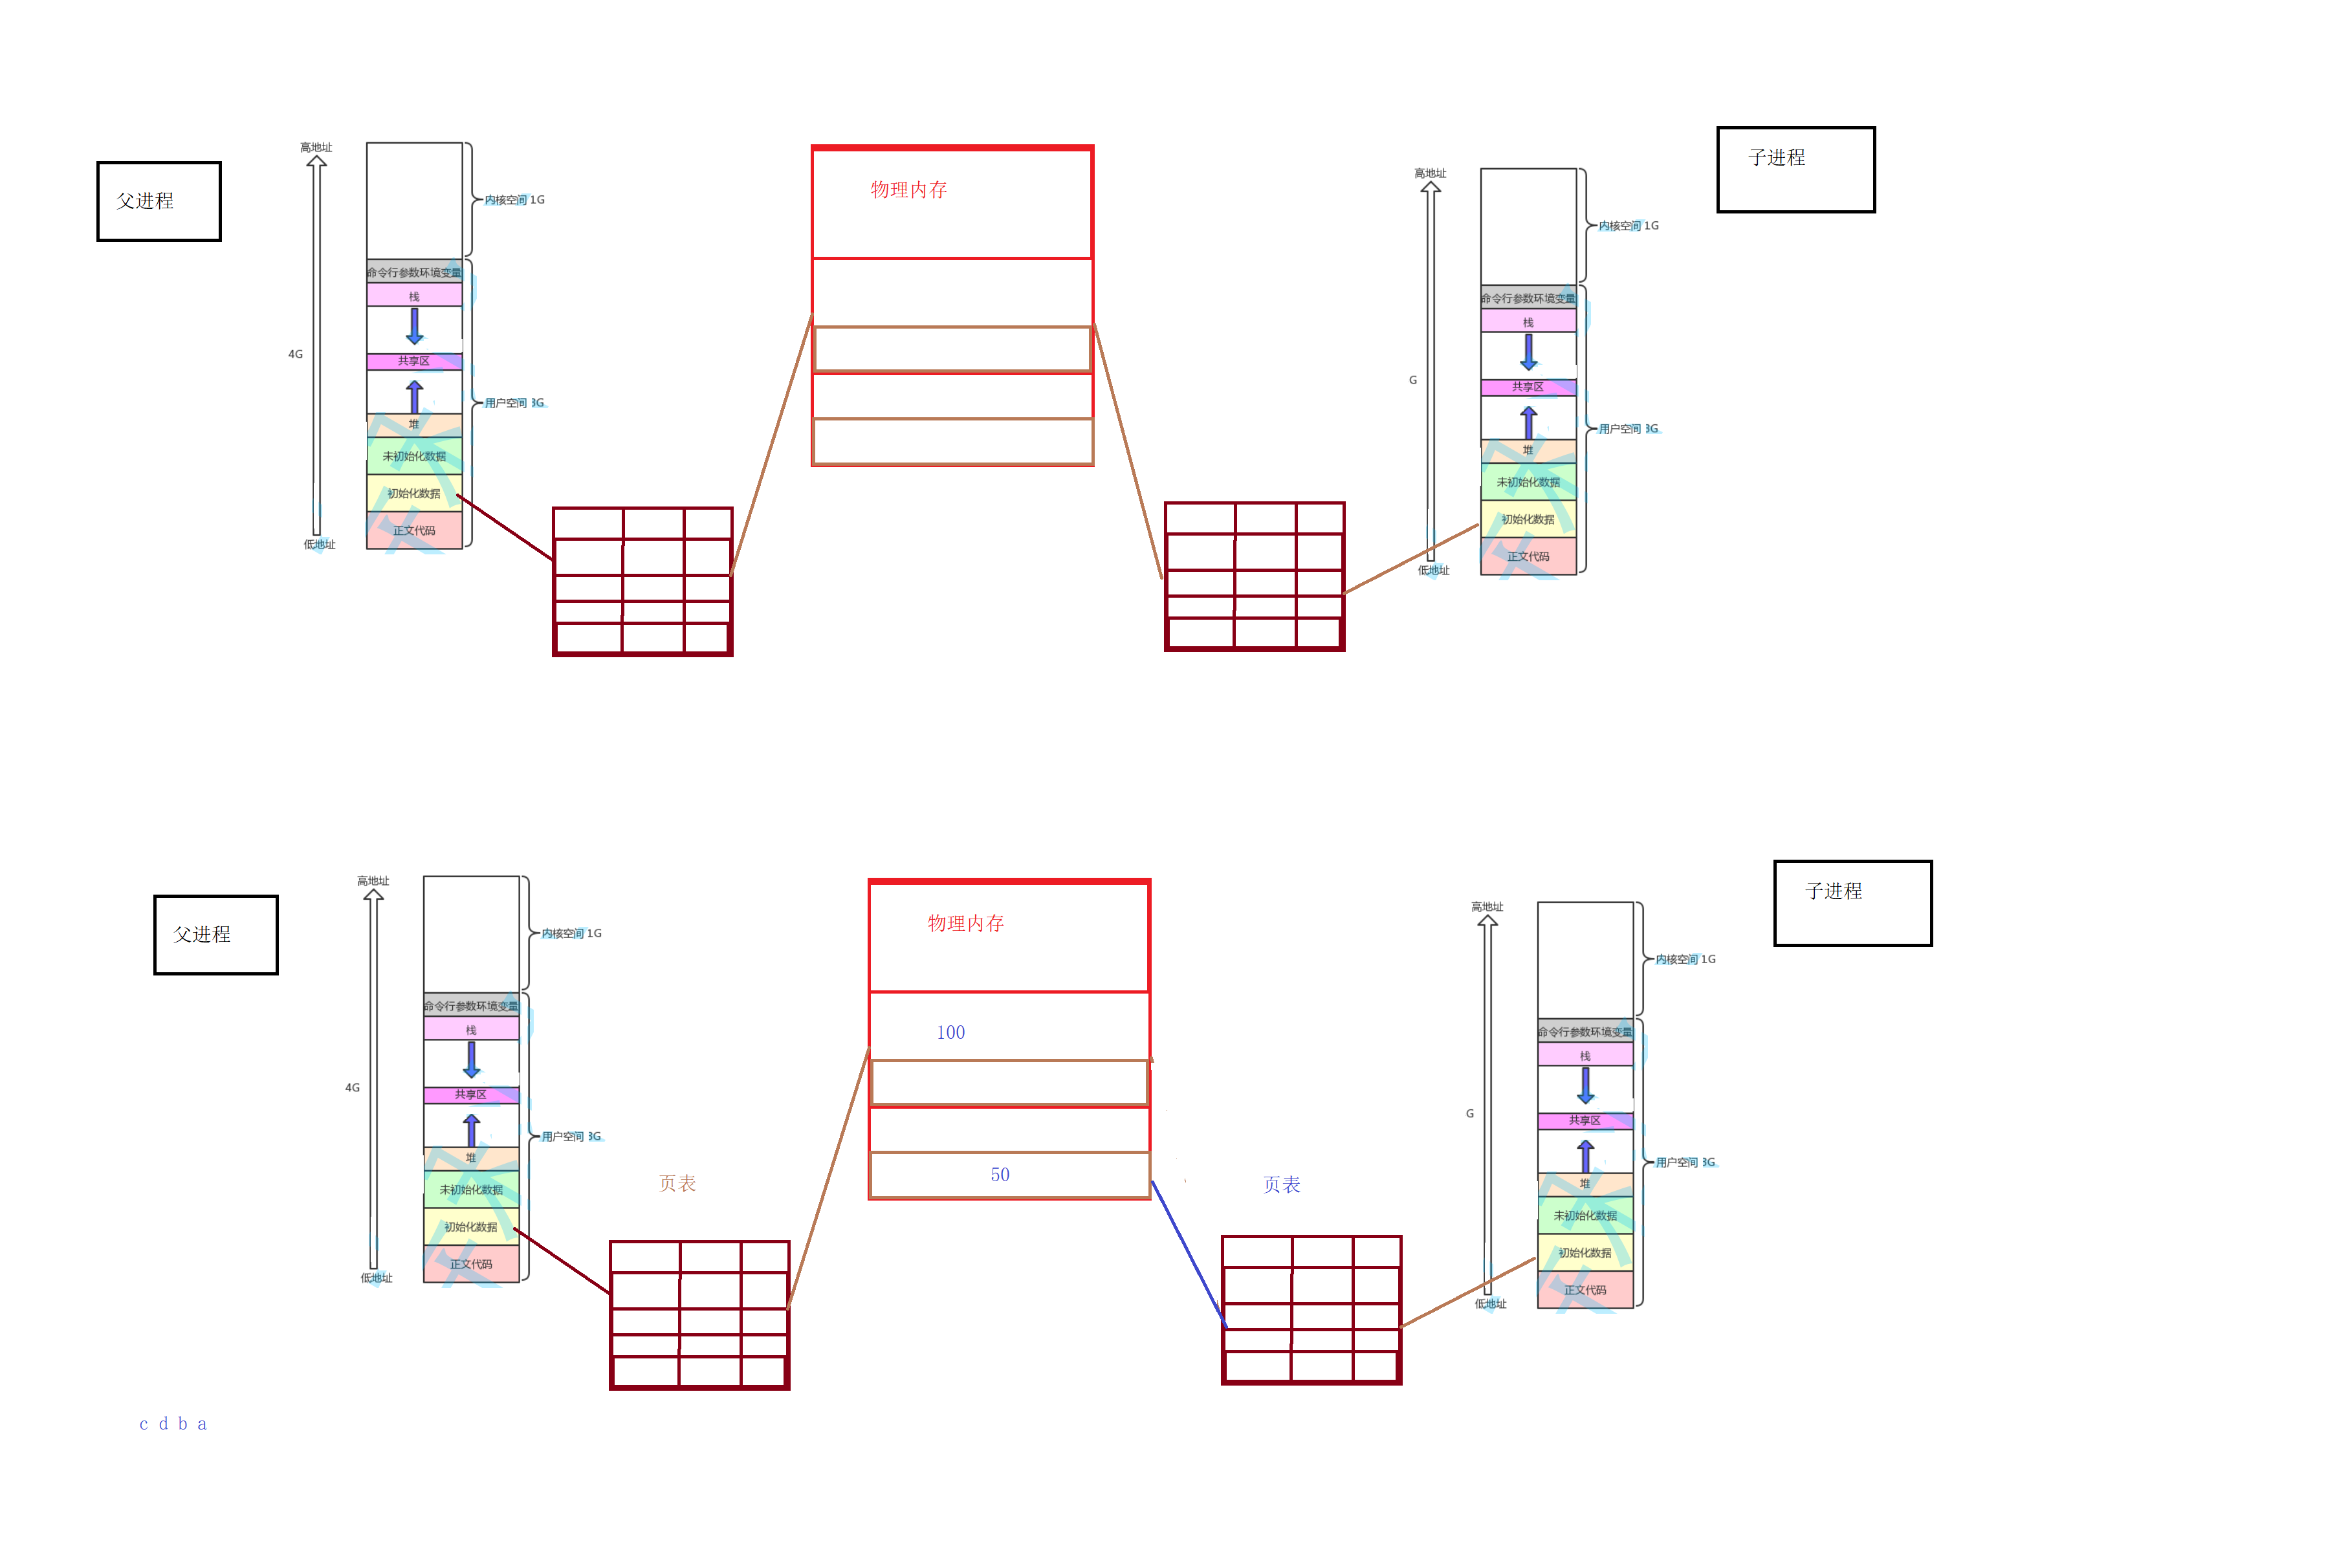 父进程
高地址
4G
低地址
内核空间 1G
命令行参数环境变量
栈
共享区
用户空间 3G
堆
未初始化数据
初始化数据
正文代码
物理内存
子进程
高地址
G
低地址
内核空间 1G
命令行参数环境变量
栈
共享区
用户空间 3G
堆
未初始化数据
初始化数据
正文代码
父进程
高地址
4G
低地址
内核空间 1G
命令行参数环境变量
栈
共享区
用户空间 3G
堆
未初始化数据
初始化数据
正文代码
页表
物理内存
100
50
页表
子进程
高地址
G
低地址
内核空间 1G
命令行参数环境变量
栈
共享区
用户空间 3G
堆
未初始化数据
初始化数据
正文代码
c d b a